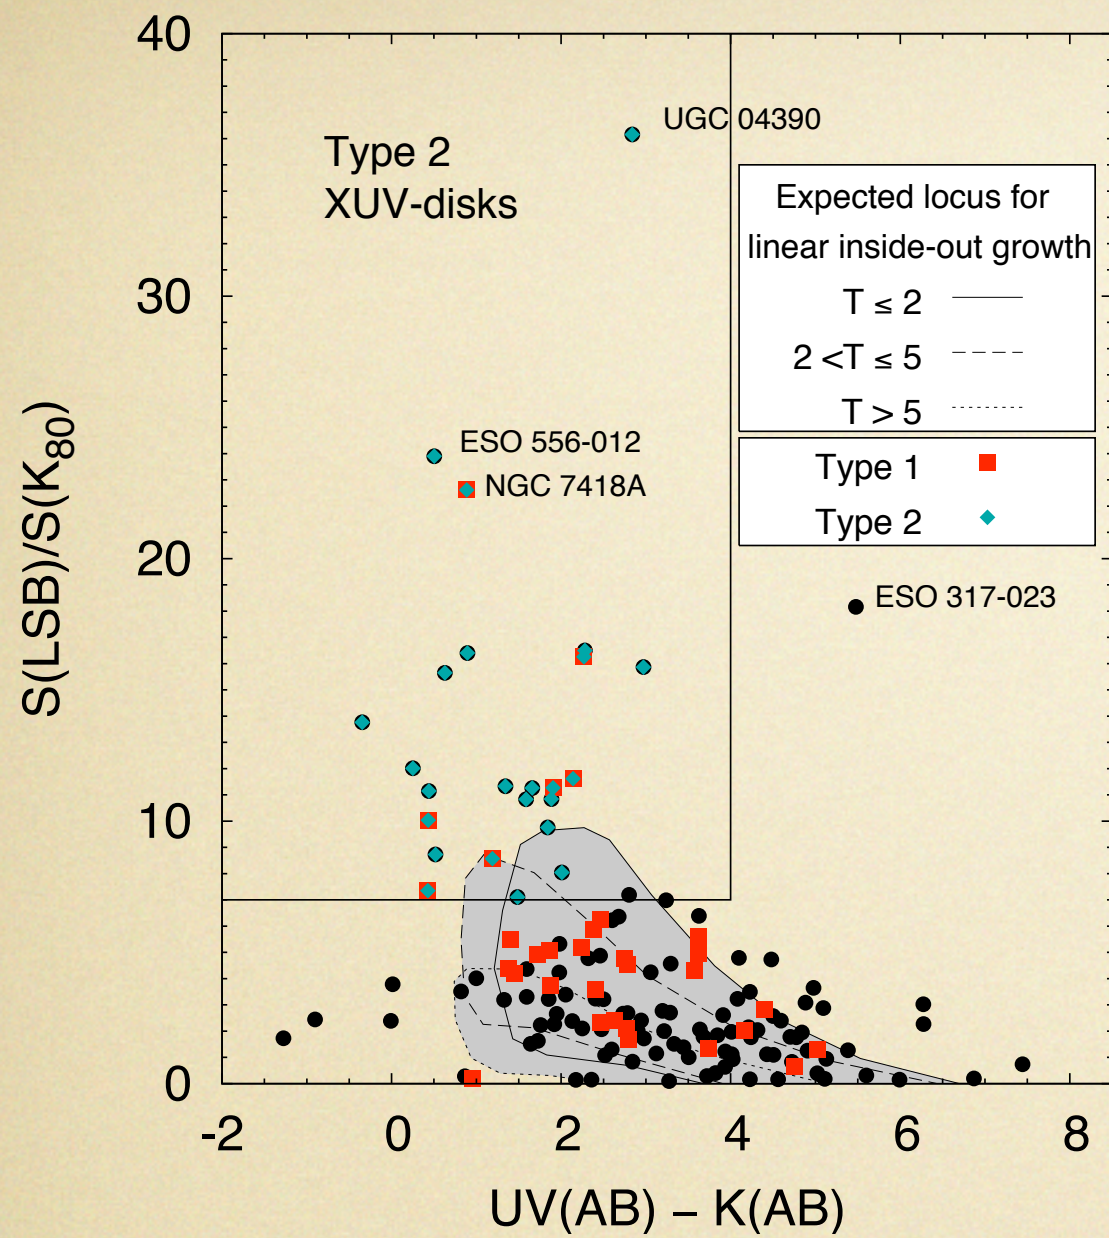 40
30
20
10
0
-2
0
2
4
6
8
S(LSB)/S(K80)
UV(AB) – K(AB)
Type 2
XUV-disks
UGC 04390
ESO 556-012
NGC 7418A
ESO 317-023
Expected locus for
linear inside-out growth
T ≤ 2
2 <T ≤ 5
T > 5
Type 1
Type 2